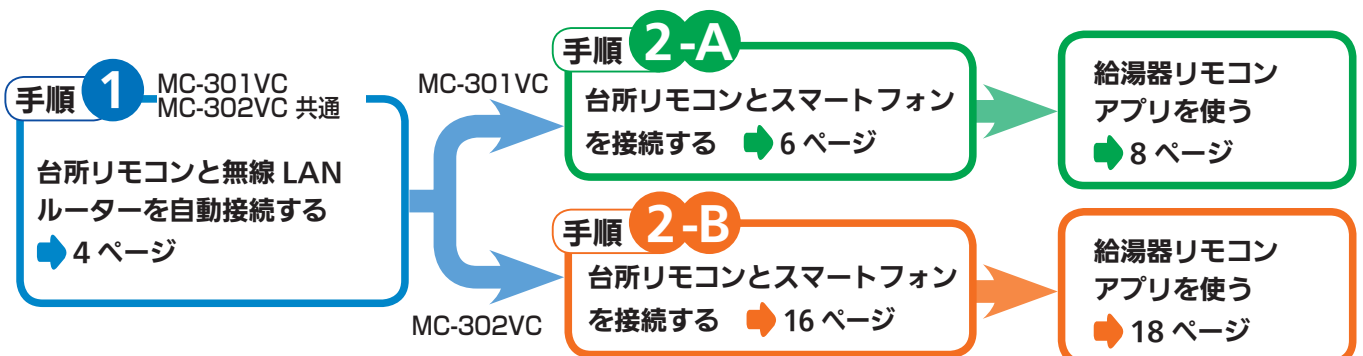 手順 1 MC-301VC
MC-302VC 共通
台所リモコンと無線 LAN
ルーターを自動接続する
4 ページ
MC-301VC
手順 2-A
台所リモコンとスマートフォン
を接続する 6 ページ
給湯器リモコン
アプリを使う
8 ページ
MC-302VC
手順 2-B
台所リモコンとスマートフォン
を接続する 16 ページ
給湯器リモコン
アプリを使う
18 ページ